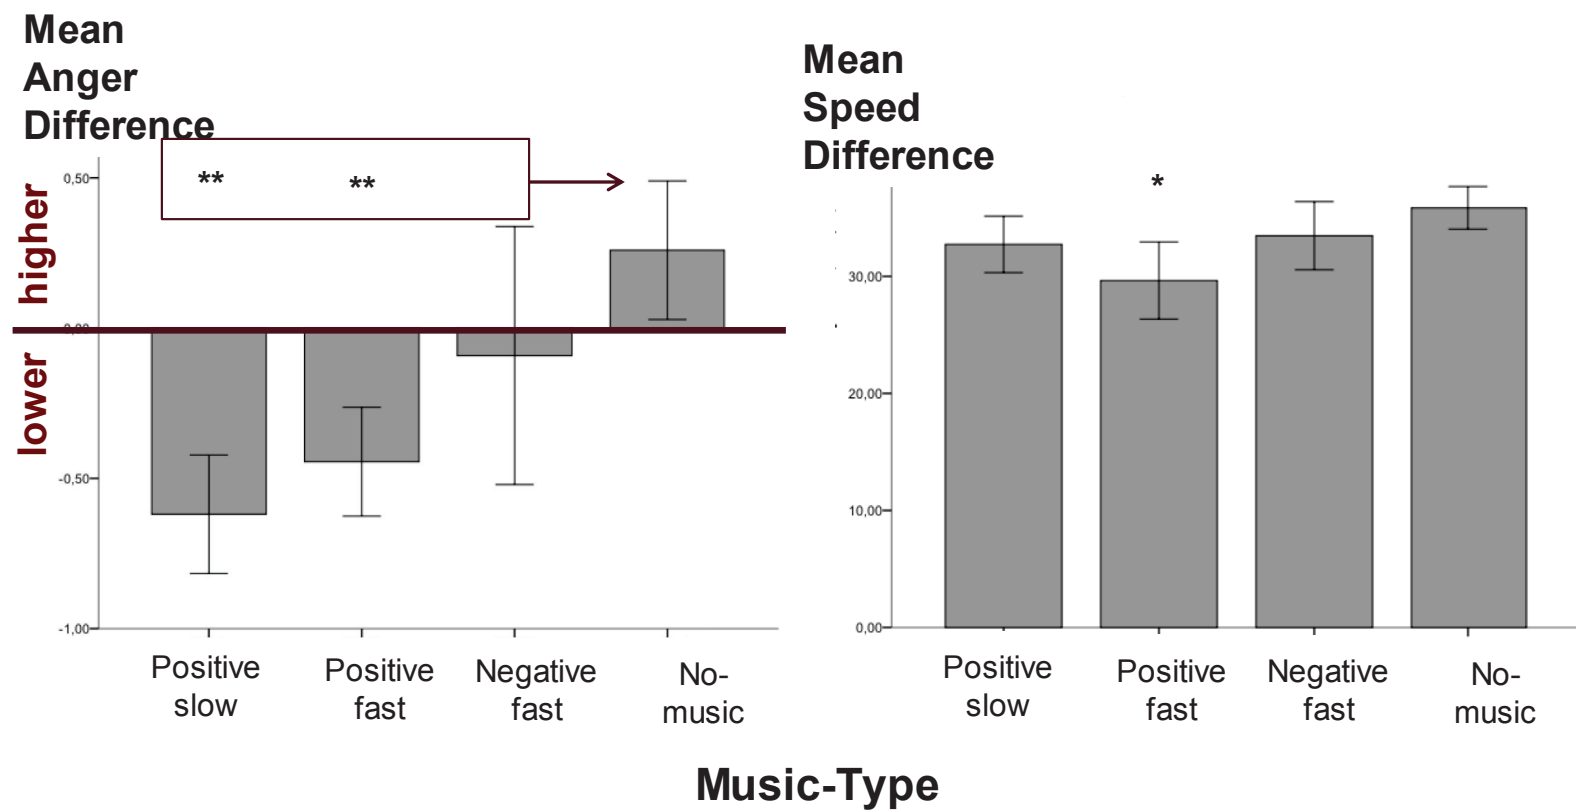 Mean
Anger
Difference
** **
0,50
higher
0,00
lower
-0,50
-1,00
Positive slow
Positive fast
Negative fast
No-music
Mean
Speed
Difference
*
30,00
20,00
10,00
0,00
Positive slow
Positive fast
Negative fast
No-music
Music-Type